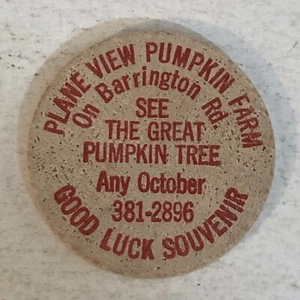 PLANE VIEW PUMPKIN FARM
On Barrington Rd.
SEE
THE GREAT
PUMPKIN TREE
Any October
381-2896
GOOD LUCK SOUVENIR